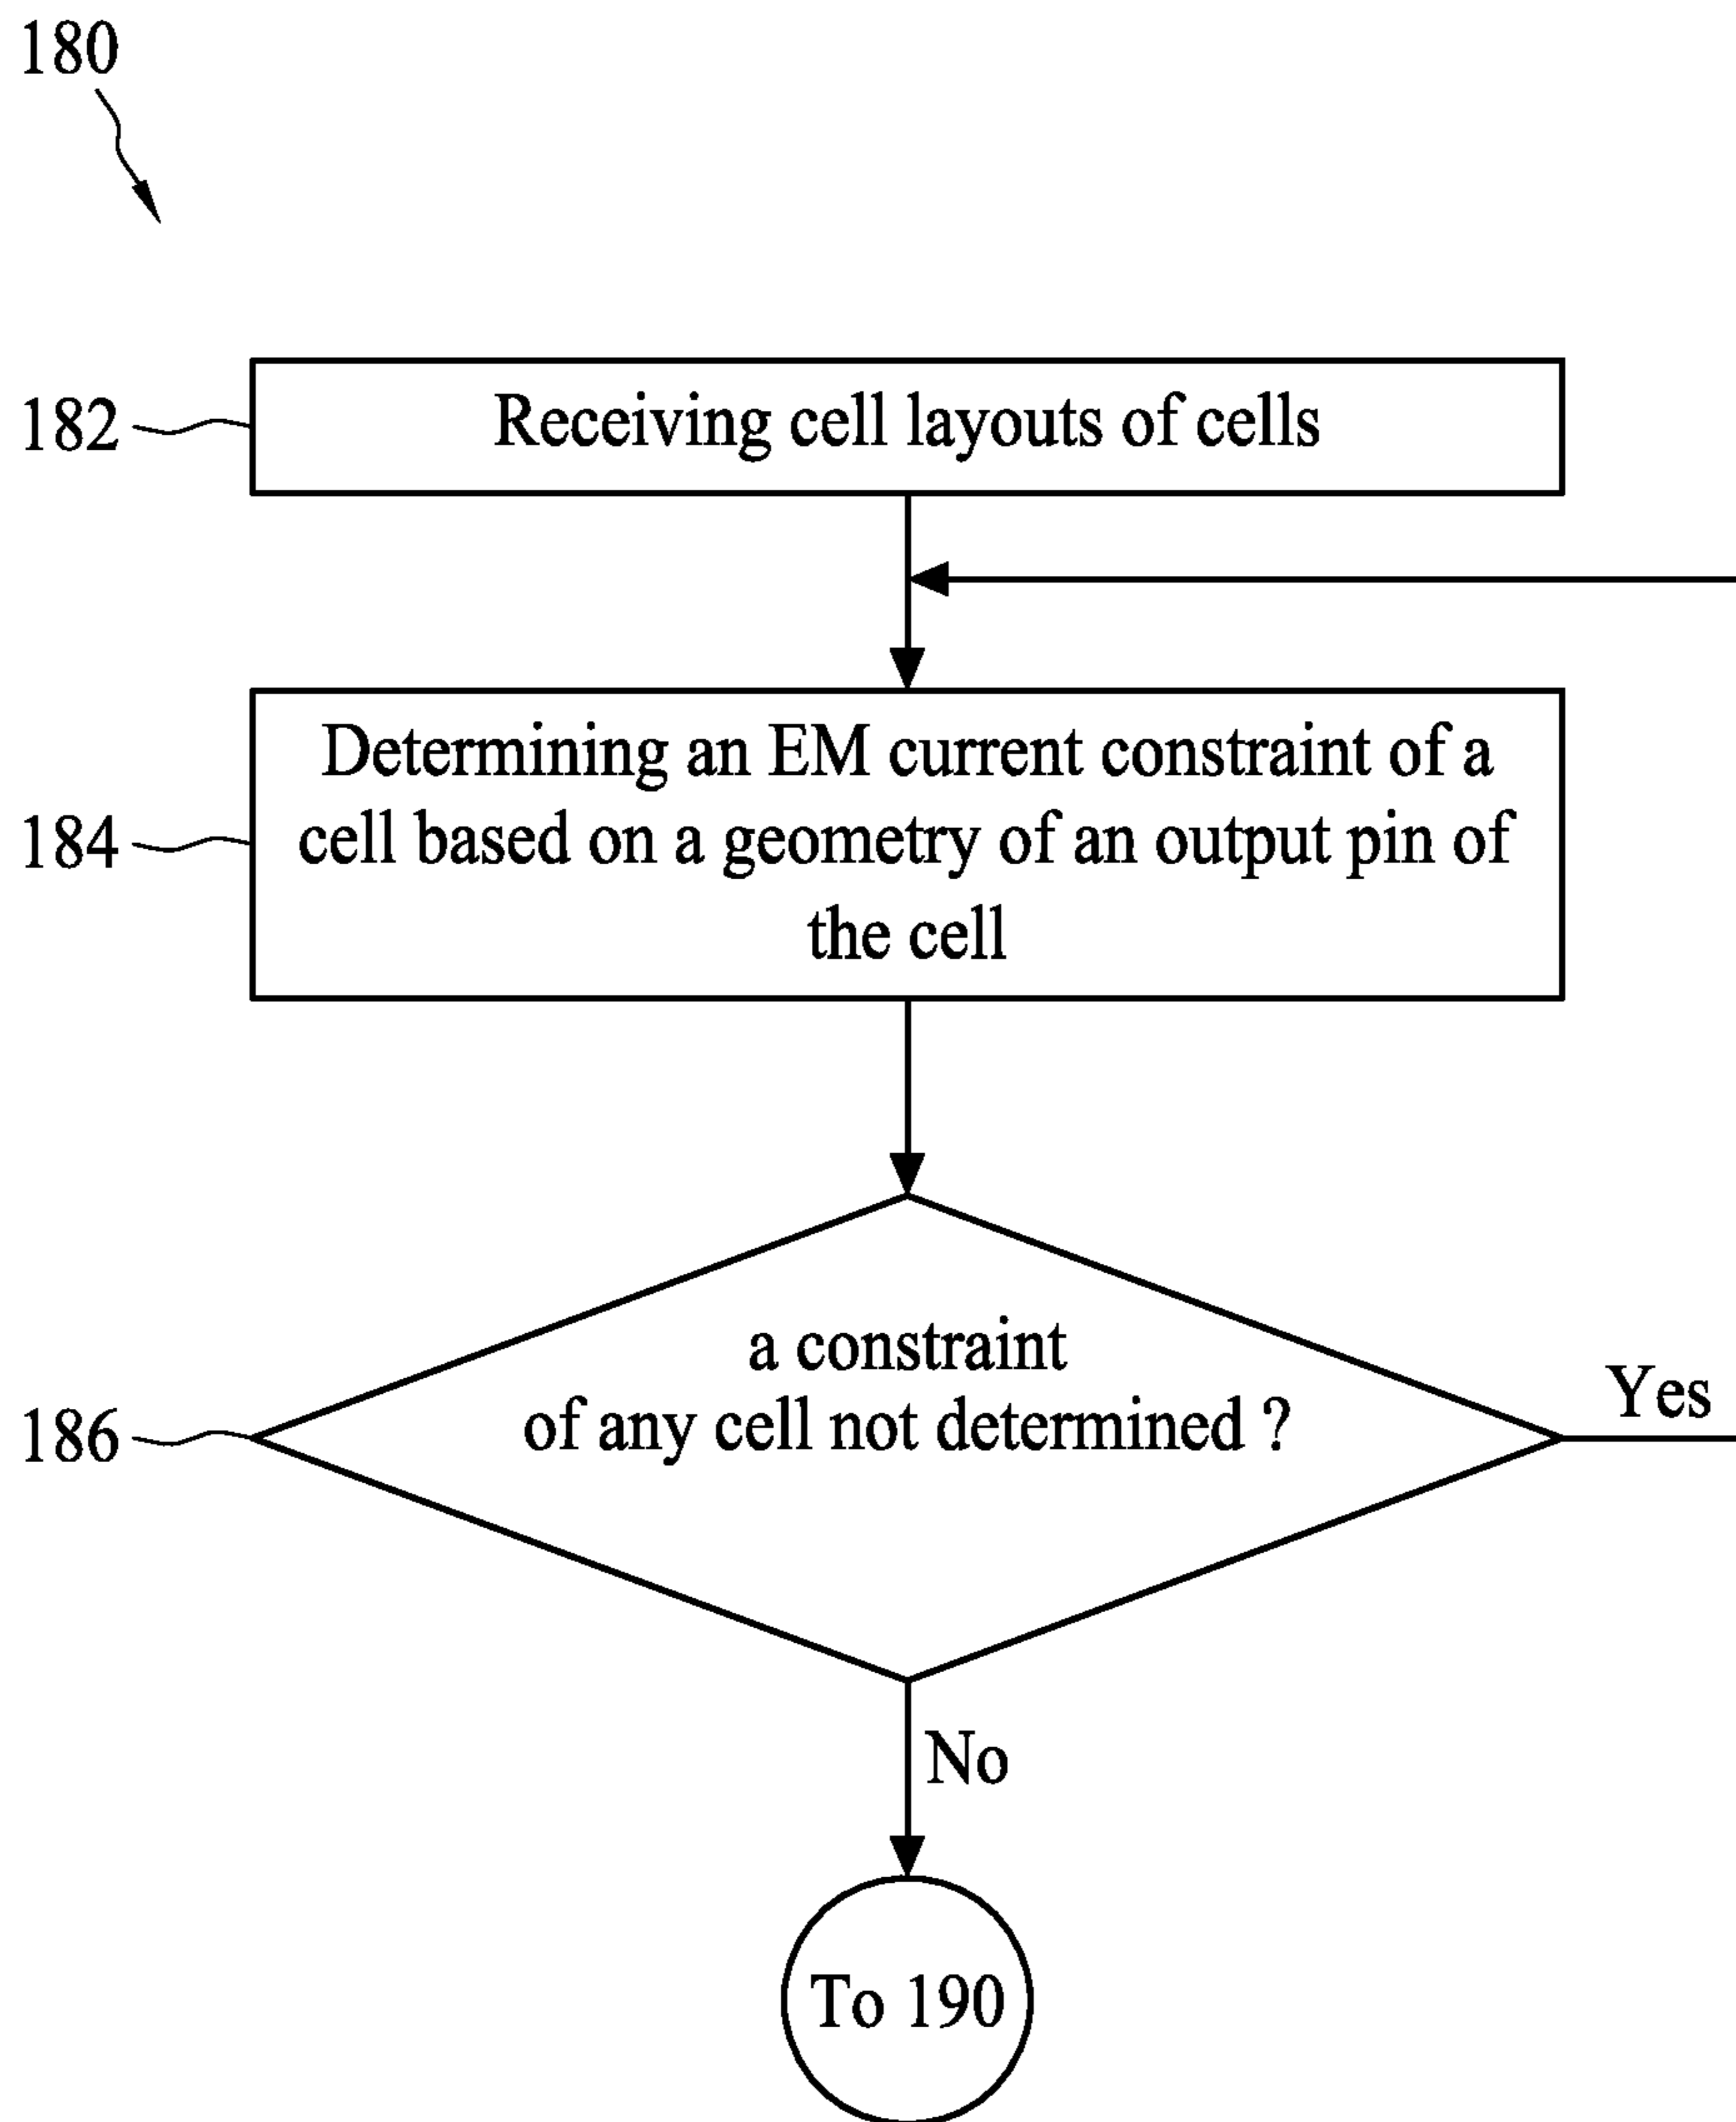 180
182
Receiving cell layouts of cells
184
Determining an EM current constraint of a
cell based on a geometry of an output pin of
the cell
186
a constraint
of any cell not determined ?
Yes
No
To 190